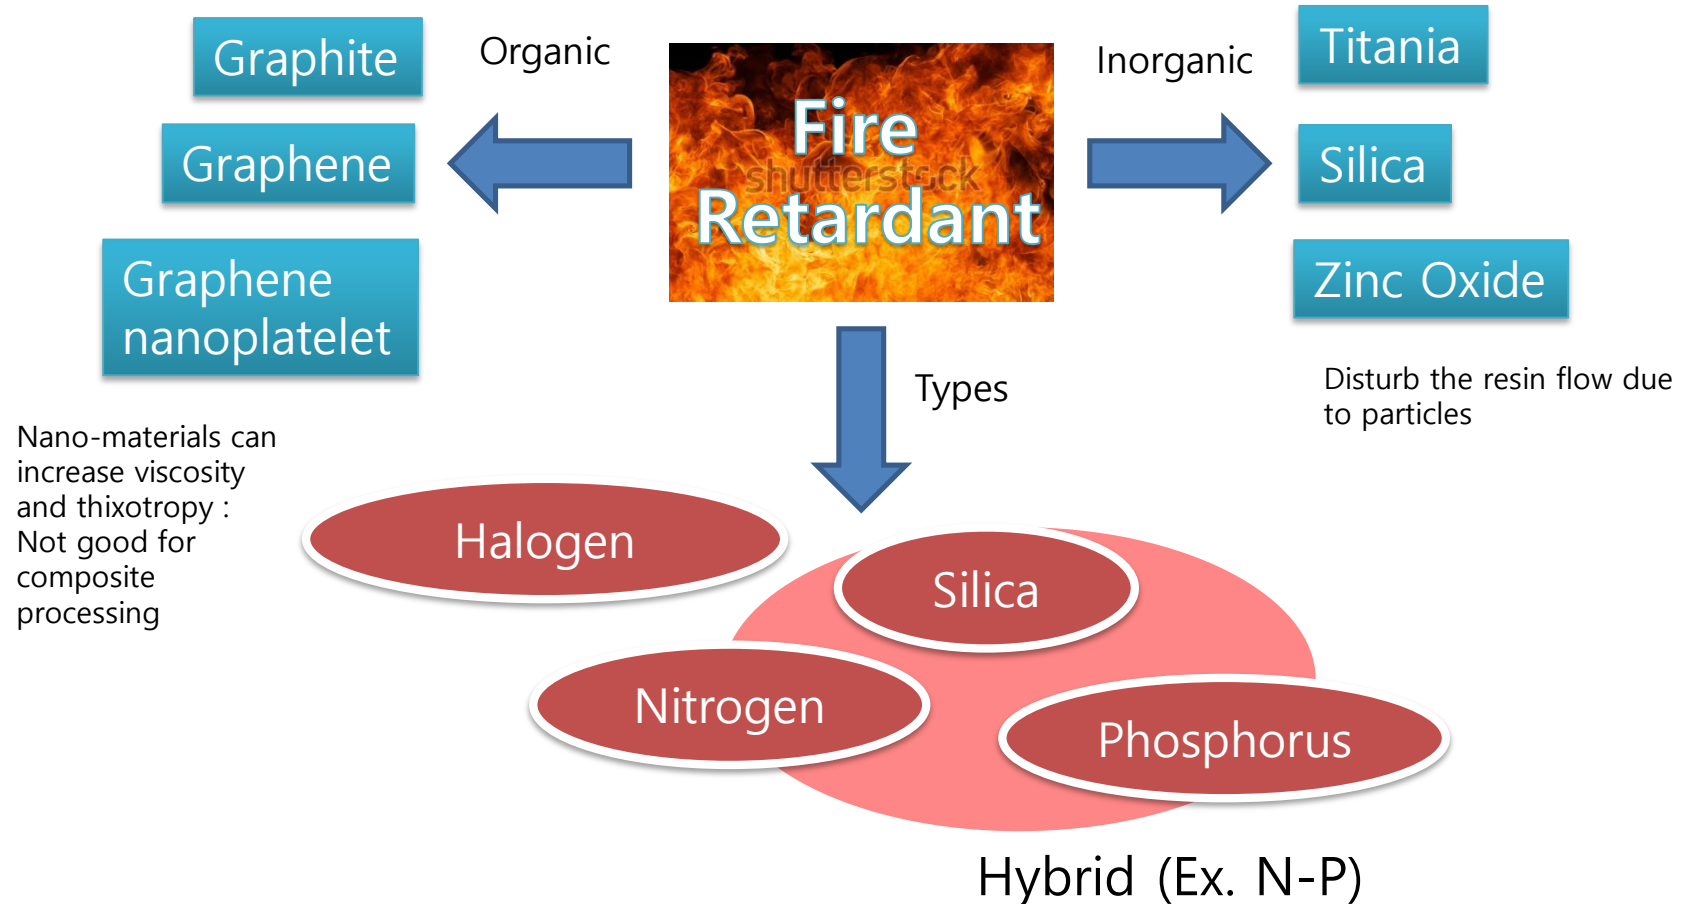 Graphite
Organic
Fire
Retardant
shutterstock
Inorganic
Titania
Graphene
Silica
Graphene
nanoplatelet
Zinc Oxide
Types
Disturb the resin flow due
to particles
Nano-materials can
increase viscosity
and thixotropy :
Not good for
composite
processing
Halogen
Silica
Nitrogen
Phosphorus
Hybrid (Ex. N-P)